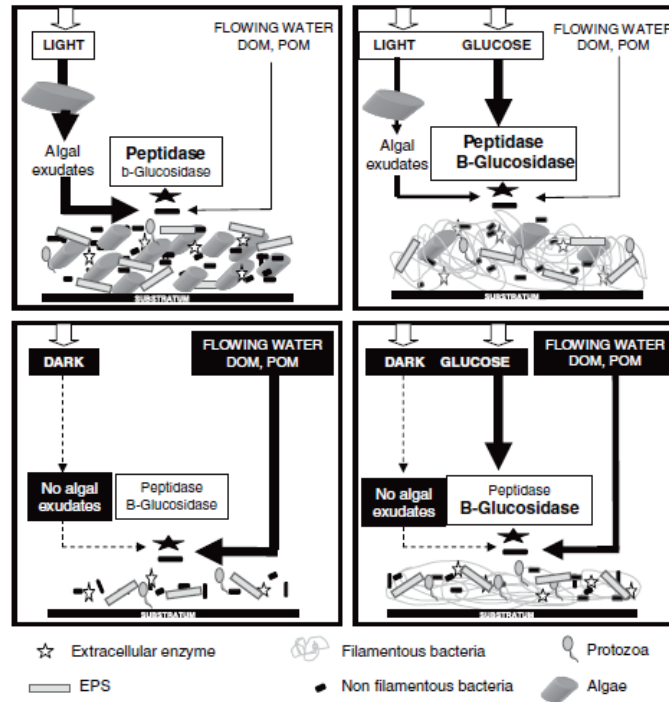 LIGHT
FLOWING WATER
DOM, POM
Algal
exudates
Peptidase
b-Glucosidase
SUBSTRATUM
LIGHT GLUCOSE
FLOWING WATER
DOM, POM
Algal
exudates
Peptidase
B-Glucosidase
SUBSTRATUM
DARK
FLOWING WATER
DOM, POM
No algal
exudates
Peptidase
B-Glucosidase
SUBSTRATUM
DARK GLUCOSE
FLOWING WATER
DOM, POM
No algal
exudates
Peptidase
B-Glucosidase
SUBSTRATUM
Extracellular enzyme
Filamentous bacteria
Protozoa
EPS
Non filamentous bacteria
Algae